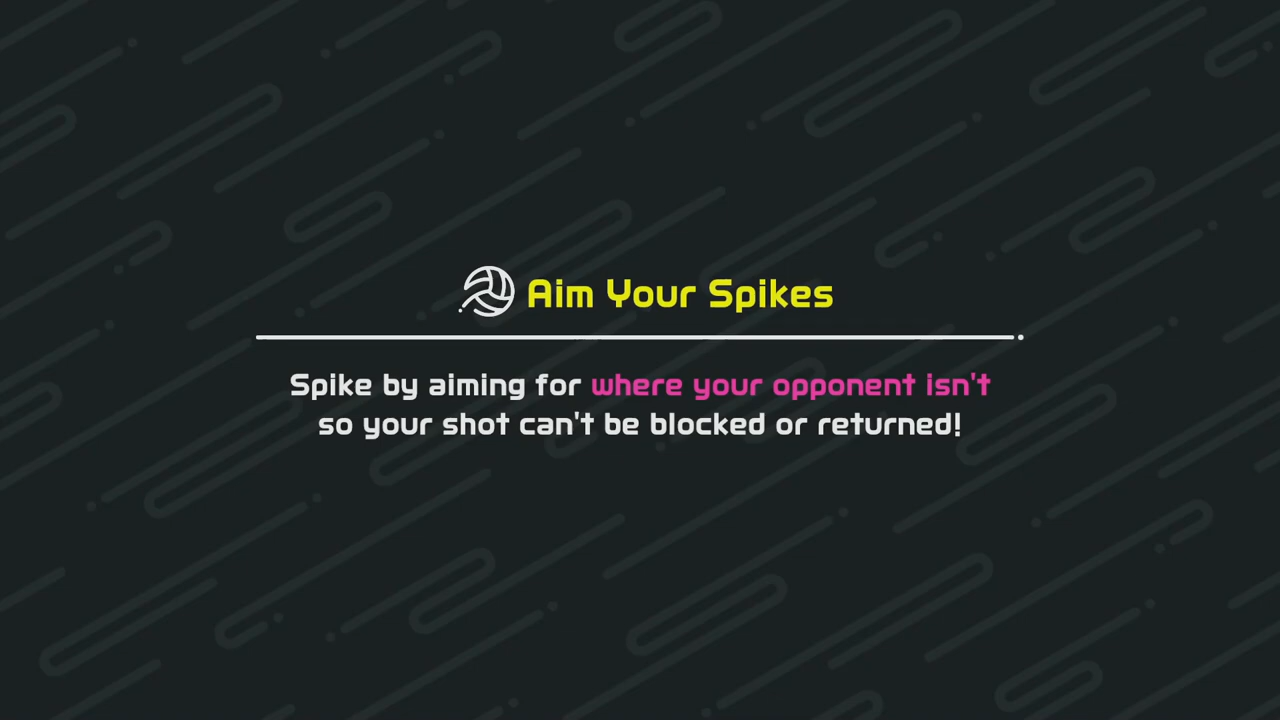 Aim Your Spikes
Spike by aiming for where your opponent isn't
so your shot can't be blocked or returned!